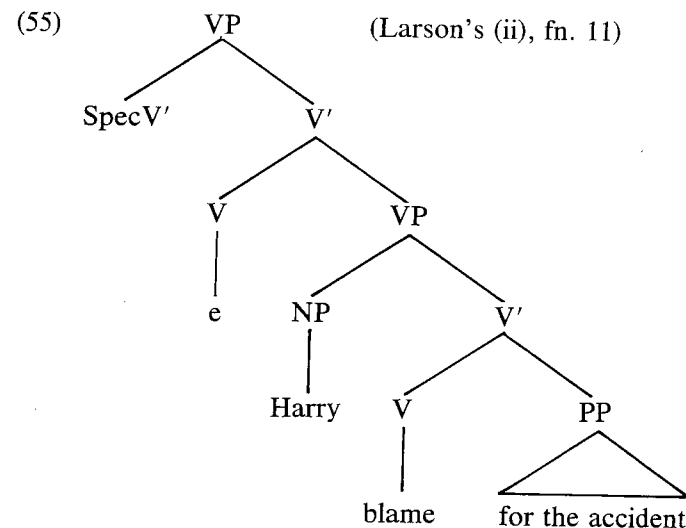 (55) VP (Larson's (ii), fn. 11)
SpecV′ V′
V VP
e NP V′
Harry V PP
blame for the accident